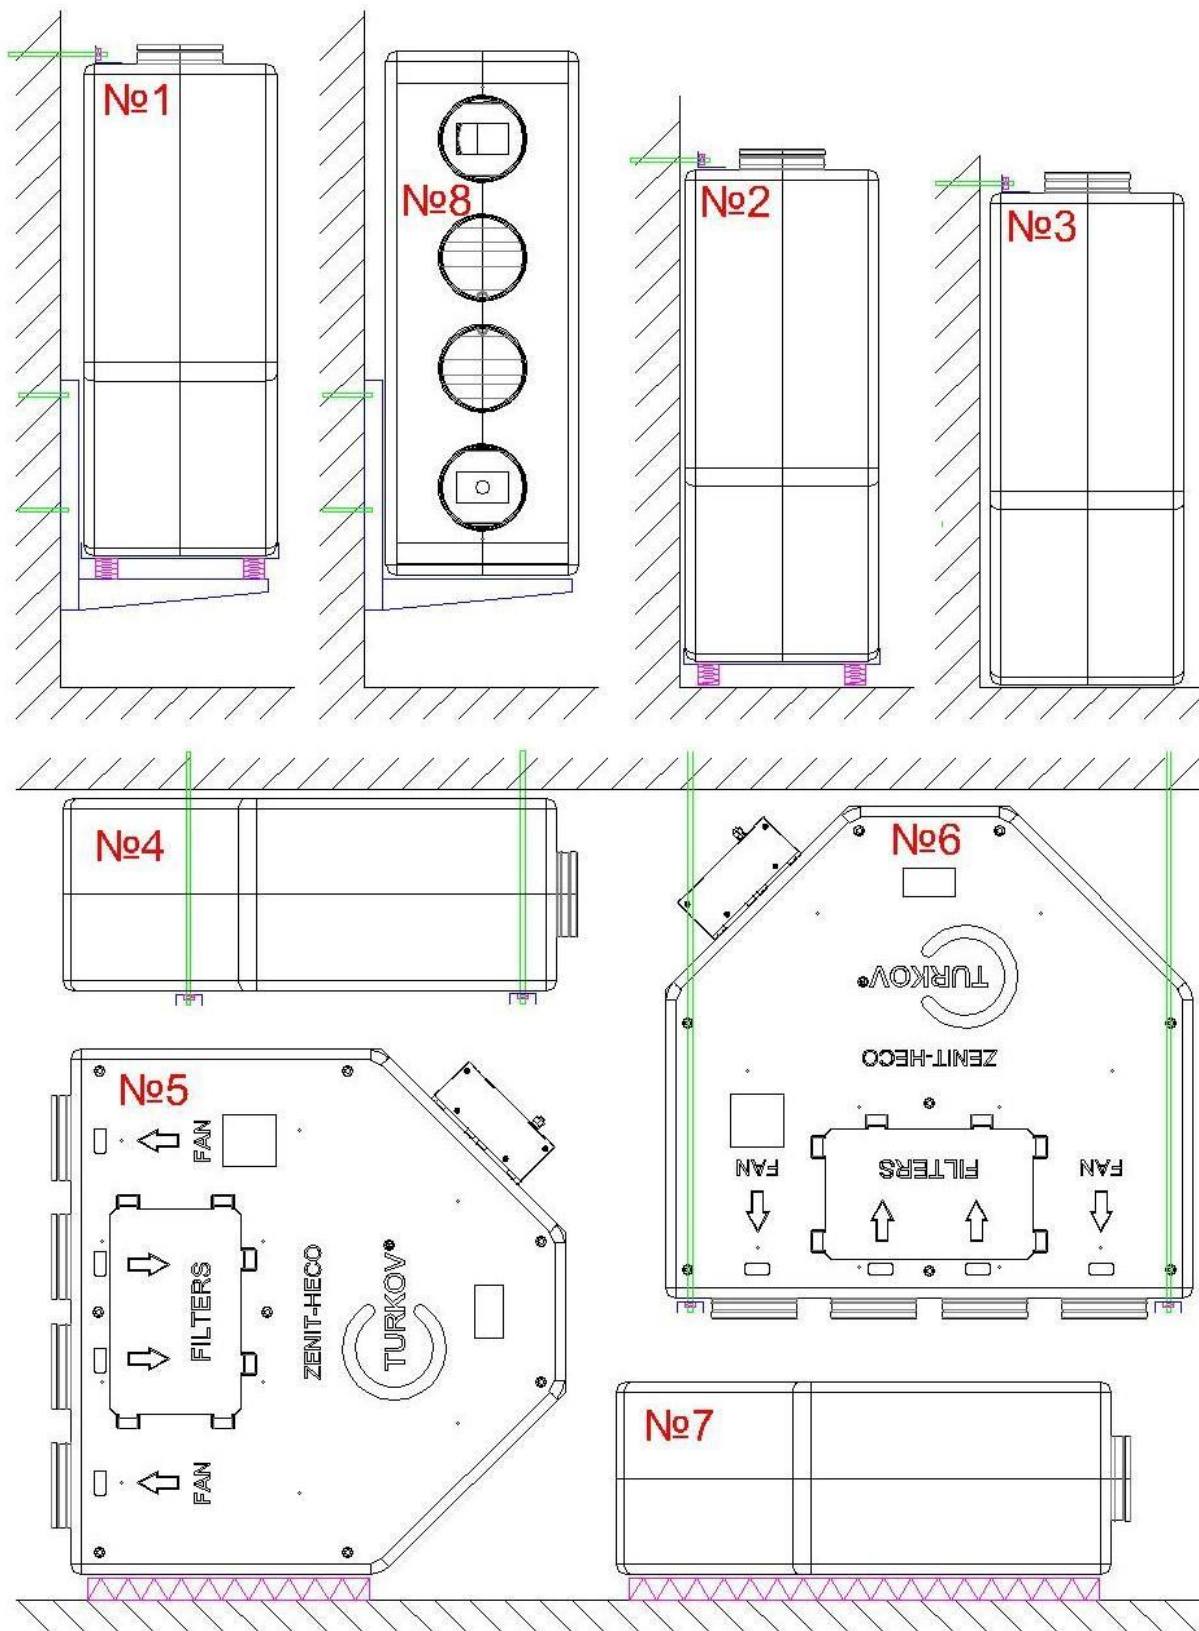 №1
№8
№2
№3
№4
№6
TURKOV®
ZENIT-HECO
FAN
FILTERS
FAN
№5
FAN
FILTERS
ZENIT-HECO
TURKOV®
FAN
№7